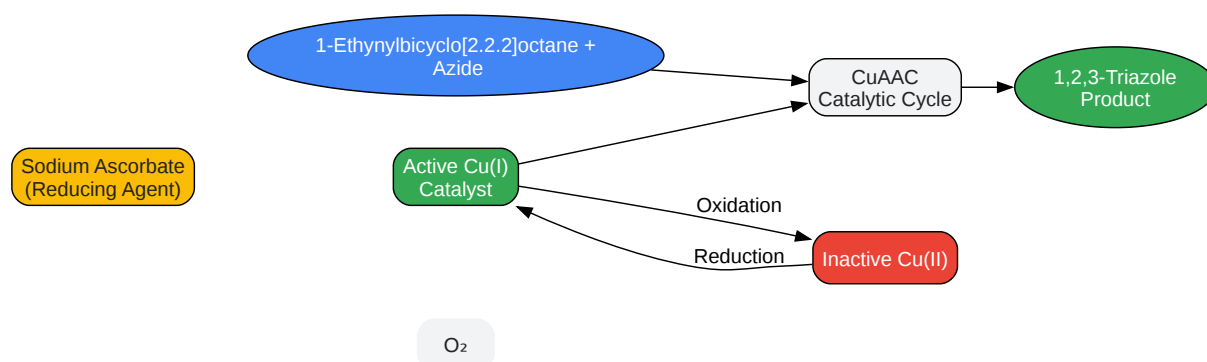 1-Ethynylbicyclo[2.2.2]octane +
Azide
CuAAC
Catalytic Cycle
1,2,3-Triazole
Product
Sodium Ascorbate
(Reducing Agent)
Active Cu(I)
Catalyst
Oxidation
Reduction
Inactive Cu(II)
O₂